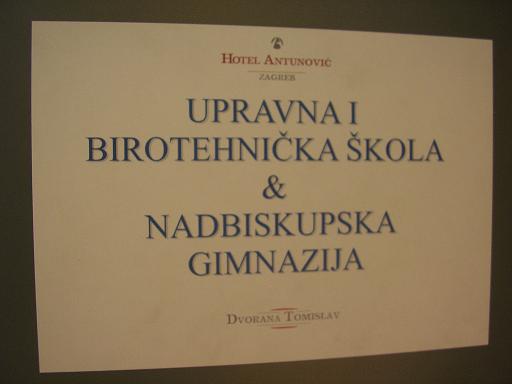 HOTEL ANTUNOVIĆ
ZAGREB
UPRAVNA I
BIROTEHNIČKA ŠKOLA
&
NADBISKUPSKA
GIMNAZIJA
DVORANA TOMISLAV